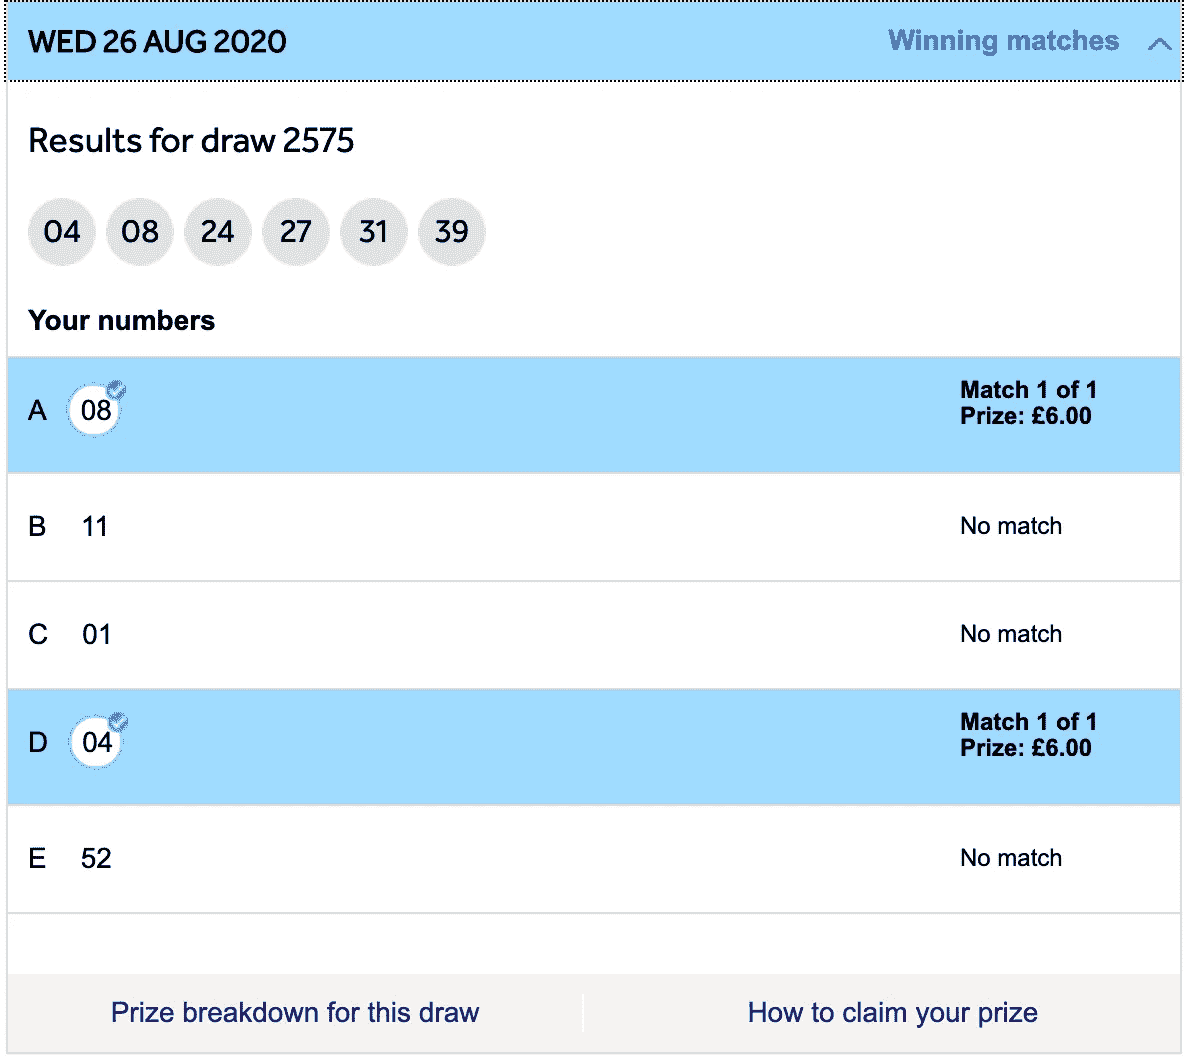 WED 26 AUG 2020 Winning matches
Results for draw 2575
04 08 24 27 31 39
Your numbers
A 08 Match 1 of 1
Prize: £6.00
B 11 No match
C 01 No match
D 04 Match 1 of 1
Prize: £6.00
E 52 No match
Prize breakdown for this draw How to claim your prize